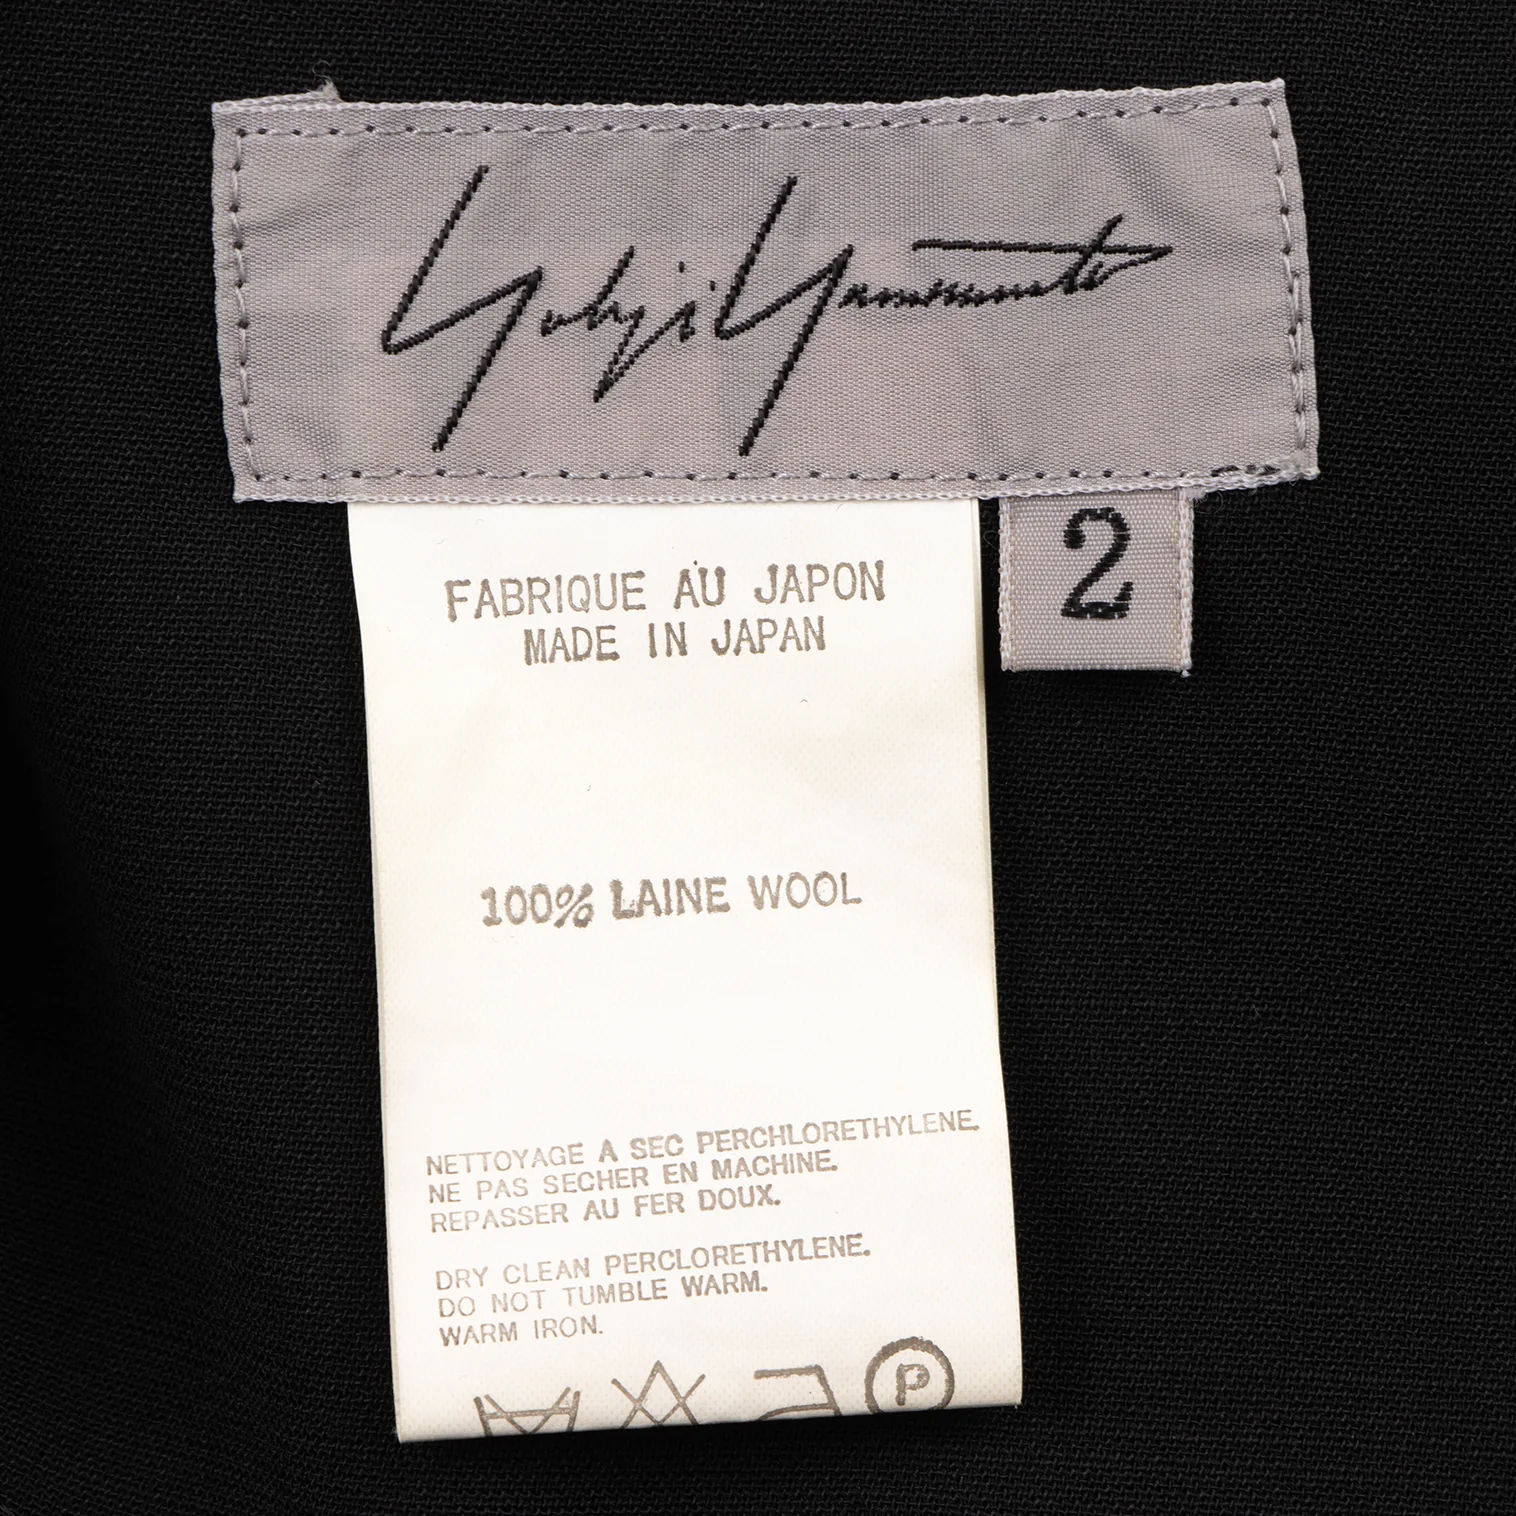 Yohji Yamamoto
2
FABRIQUE AU JAPON
MADE IN JAPAN
100% LAINE WOOL
NETTOYAGE A SEC PERCHLORETHYLENE.
NE PAS SECHER EN MACHINE.
REPASSER AU FER DOUX.
DRY CLEAN PERCLORETHYLENE.
DO NOT TUMBLE WARM.
WARM IRON.
P